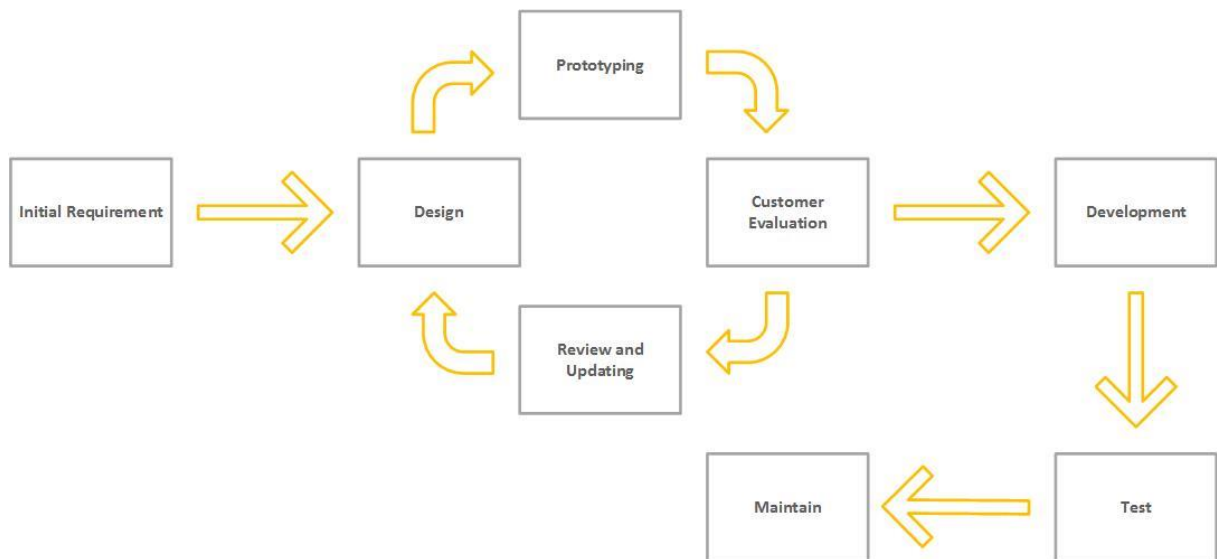 Prototyping
Initial Requirement
Design
Customer
Evaluation
Development
Review and
Updating
Maintain
Test